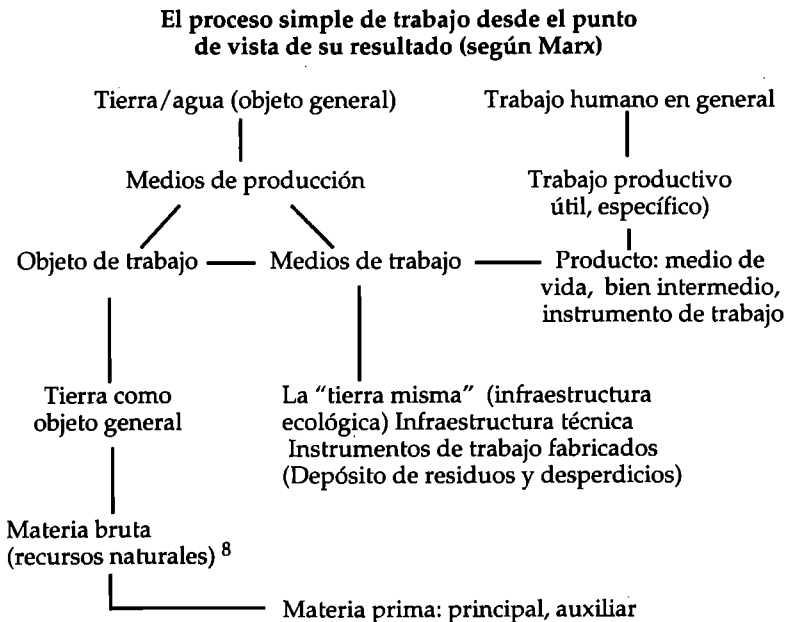 El proceso simple de trabajo desde el punto
de vista de su resultado (según Marx)
Tierra/agua (objeto general)
Trabajo humano en general
Medios de producción
Trabajo productivo
útil, específico)
Objeto de trabajo
Medios de trabajo
Producto: medio de
vida, bien intermedio,
instrumento de trabajo
Tierra como
objeto general
La "tierra misma" (infraestructura
ecológica) Infraestructura técnica
Instrumentos de trabajo fabricados
(Depósito de residuos y desperdicios)
Materia bruta
(recursos naturales) 8
Materia prima: principal, auxiliar